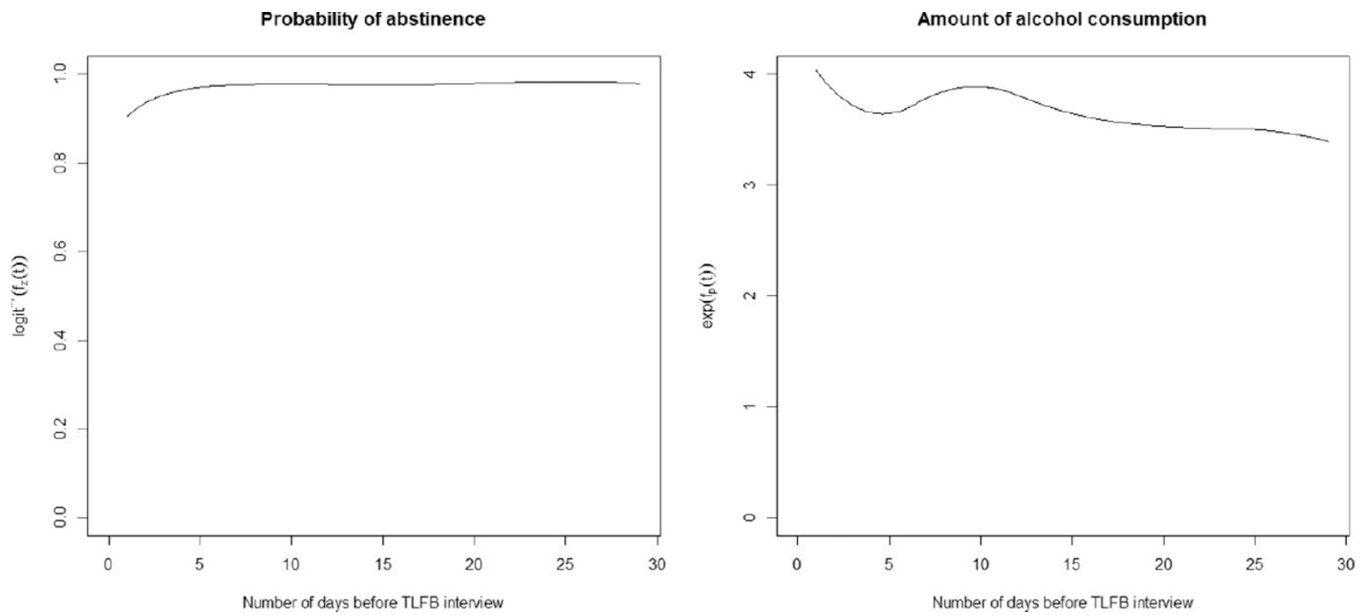 Probability of abstinence
logit⁻¹(f_z(t))
1.0
0.8
0.6
0.4
0.2
0.0
0 5 10 15 20 25 30
Number of days before TLFB interview
Amount of alcohol consumption
exp(f_p(t))
4
3
2
1
0
0 5 10 15 20 25 30
Number of days before TLFB interview